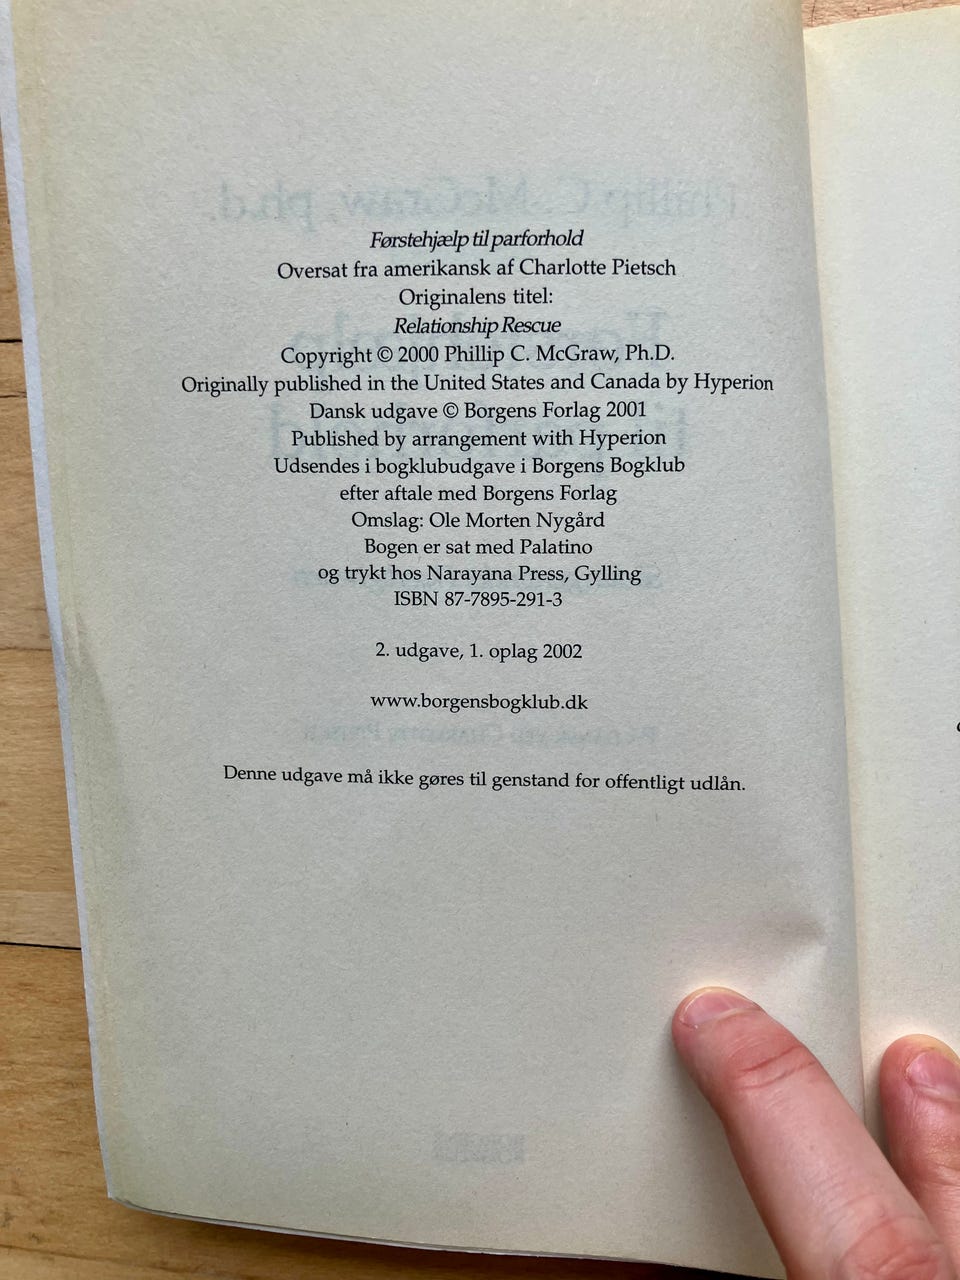 Førstehjælp til parforhold
Oversat fra amerikansk af Charlotte Pietsch
Originalens titel:
Relationship Rescue
Copyright © 2000 Phillip C. McGraw, Ph.D.
Originally published in the United States and Canada by Hyperion
Dansk udgave © Borgens Forlag 2001
Published by arrangement with Hyperion
Udsendes i bogklubudgave i Borgens Bogklub
efter aftale med Borgens Forlag
Omslag: Ole Morten Nygård
Bogen er sat med Palatino
og trykt hos Narayana Press, Gylling
ISBN 87-7895-291-3
2. udgave, 1. oplag 2002
www.borgensbogklub.dk
Denne udgave må ikke gøres til genstand for offentligt udlån.